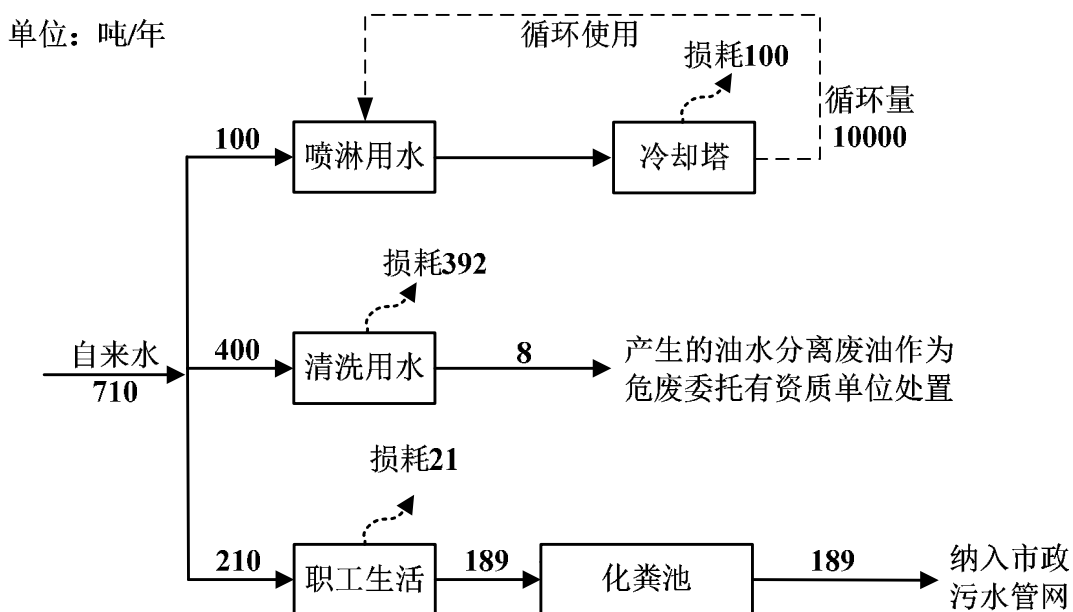 单位：吨/年
循环使用
损耗100
循环量
10000
100
喷淋用水
冷却塔
损耗392
自来水
710
400
清洗用水
8
产生的油水分离废油作为
危废委托有资质单位处置
损耗21
210
职工生活
189
化粪池
189
纳入市政
污水管网